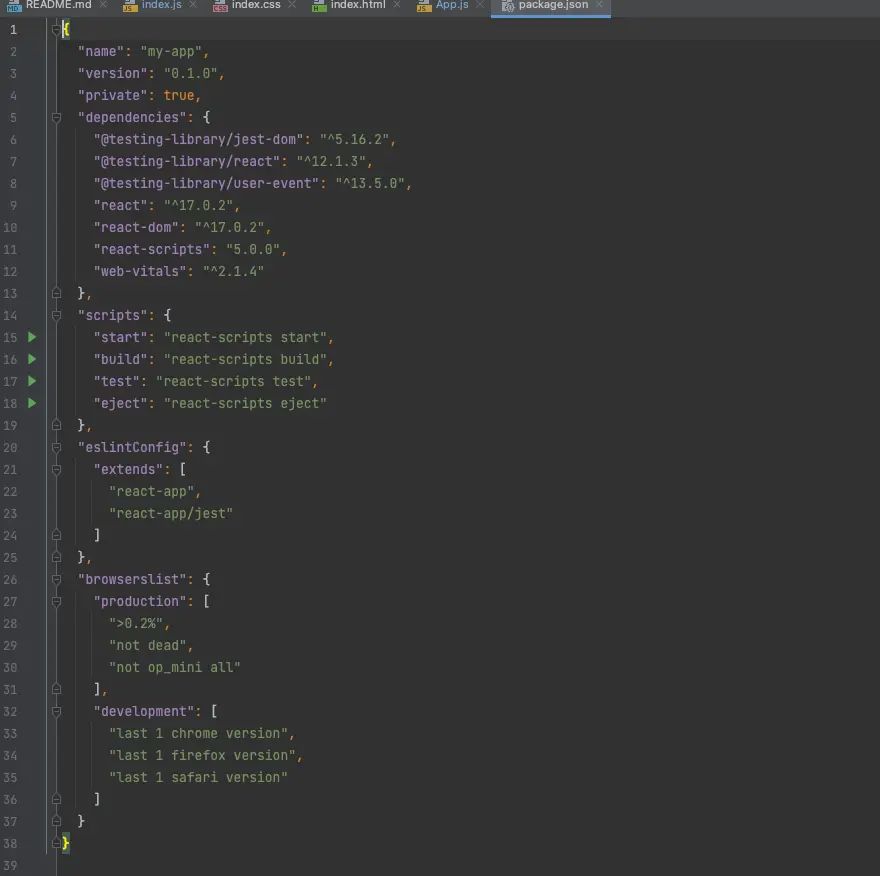 README.md index.js index.css index.html App.js package.json
1 {
2 "name": "my-app",
3 "version": "0.1.0",
4 "private": true,
5 "dependencies": {
6 "@testing-library/jest-dom": "^5.16.2",
7 "@testing-library/react": "^12.1.3",
8 "@testing-library/user-event": "^13.5.0",
9 "react": "^17.0.2",
10 "react-dom": "^17.0.2",
11 "react-scripts": "5.0.0",
12 "web-vitals": "^2.1.4"
13 },
14 "scripts": {
15 "start": "react-scripts start",
16 "build": "react-scripts build",
17 "test": "react-scripts test",
18 "eject": "react-scripts eject"
19 },
20 "eslintConfig": {
21 "extends": [
22 "react-app",
23 "react-app/jest"
24 ]
25 },
26 "browserslist": {
27 "production": [
28 ">0.2%",
29 "not dead",
30 "not op_mini all"
31 ],
32 "development": [
33 "last 1 chrome version",
34 "last 1 firefox version",
35 "last 1 safari version"
36 ]
37 }
38 }
39